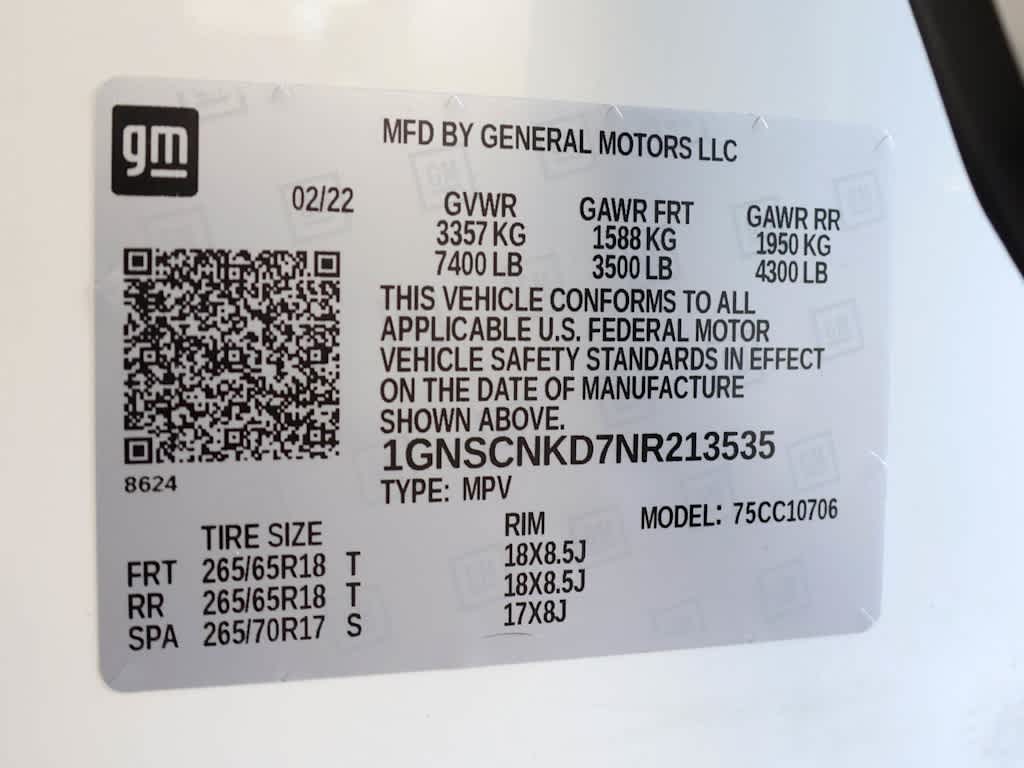 gm
MFD BY GENERAL MOTORS LLC
02/22
GVWR GAWR FRT GAWR RR
3357 KG 1588 KG 1950 KG
7400 LB 3500 LB 4300 LB
THIS VEHICLE CONFORMS TO ALL
APPLICABLE U.S. FEDERAL MOTOR
VEHICLE SAFETY STANDARDS IN EFFECT
ON THE DATE OF MANUFACTURE
SHOWN ABOVE.
1GNSCNKD7NR213535
8624
TYPE: MPV
MODEL: 75CC10706
TIRE SIZE RIM
FRT 265/65R18 T 18X8.5J
RR 265/65R18 T 18X8.5J
SPA 265/70R17 S 17X8J